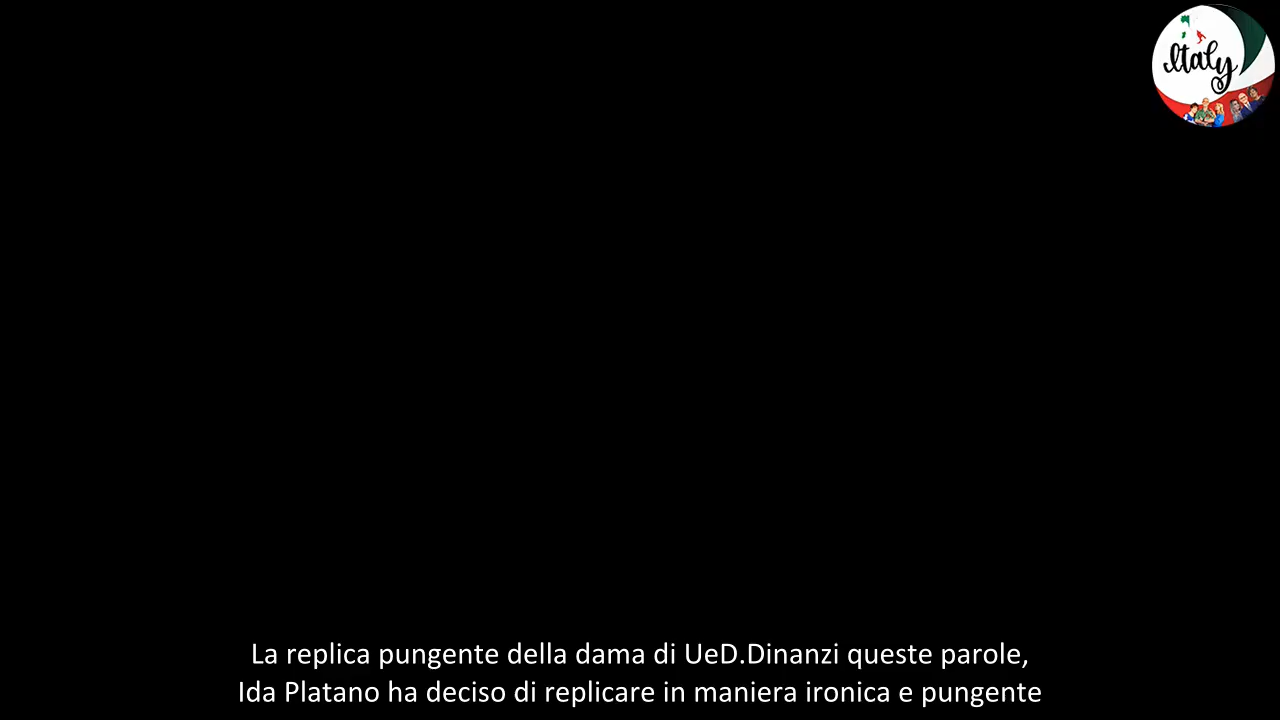 Italy
La replica pungente della dama di UeD.Dinanzi queste parole,
Ida Platano ha deciso di replicare in maniera ironica e pungente